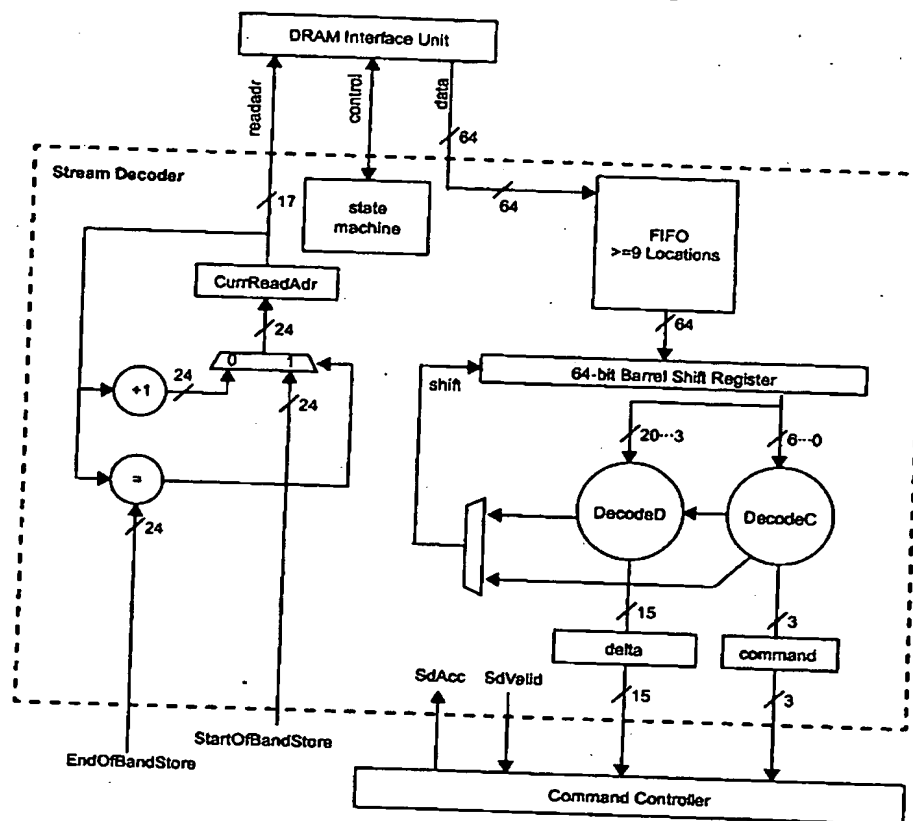 DRAM Interface Unit
readadr
control
data
64
Stream Decoder
17
state
machine
64
FIFO
>=9 Locations
CurrReadAdr
24
64
0 1
shift
64-bit Barrel Shift Register
+1
24
24
20...3
6...0
=
24
DecodeD
DecodeC
15
3
delta
command
SdAcc
SdValid
15
3
StartOfBandStore
EndOfBandStore
Command Controller